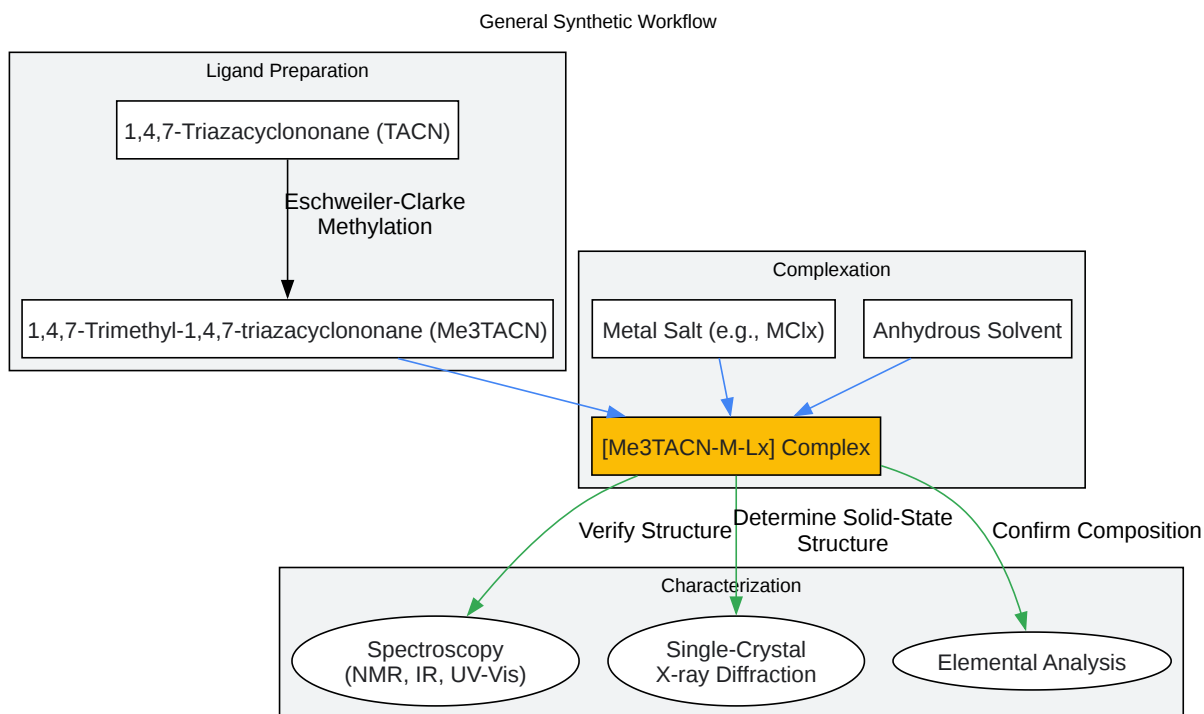 General Synthetic Workflow
Ligand Preparation
1,4,7-Triazacyclononane (TACN)
Eschweiler-Clarke
Methylation
1,4,7-Trimethyl-1,4,7-triazacyclononane (Me3TACN)
Complexation
Metal Salt (e.g., MClx)
Anhydrous Solvent
[Me3TACN-M-Lx] Complex
Verify Structure
Determine Solid-State
Structure
Confirm Composition
Characterization
Spectroscopy
(NMR, IR, UV-Vis)
Single-Crystal
X-ray Diffraction
Elemental Analysis